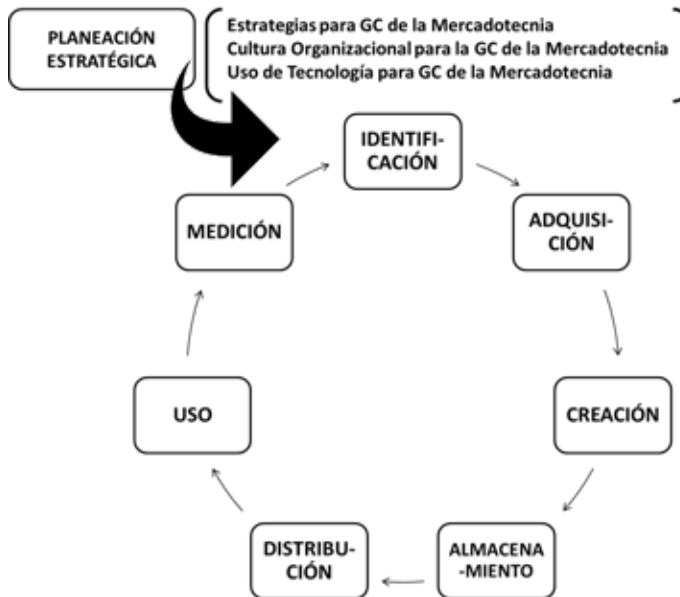 PLANEACIÓN
ESTRATÉGICA
Estrategias para GC de la Mercadotecnia
Cultura Organizacional para la GC de la Mercadotecnia
Uso de Tecnología para GC de la Mercadotecnia
IDENTIFI-
CACIÓN
ADQUISI-
CIÓN
CREACIÓN
ALMACENA
-MIENTO
DISTRIBU-
CIÓN
USO
MEDICIÓN